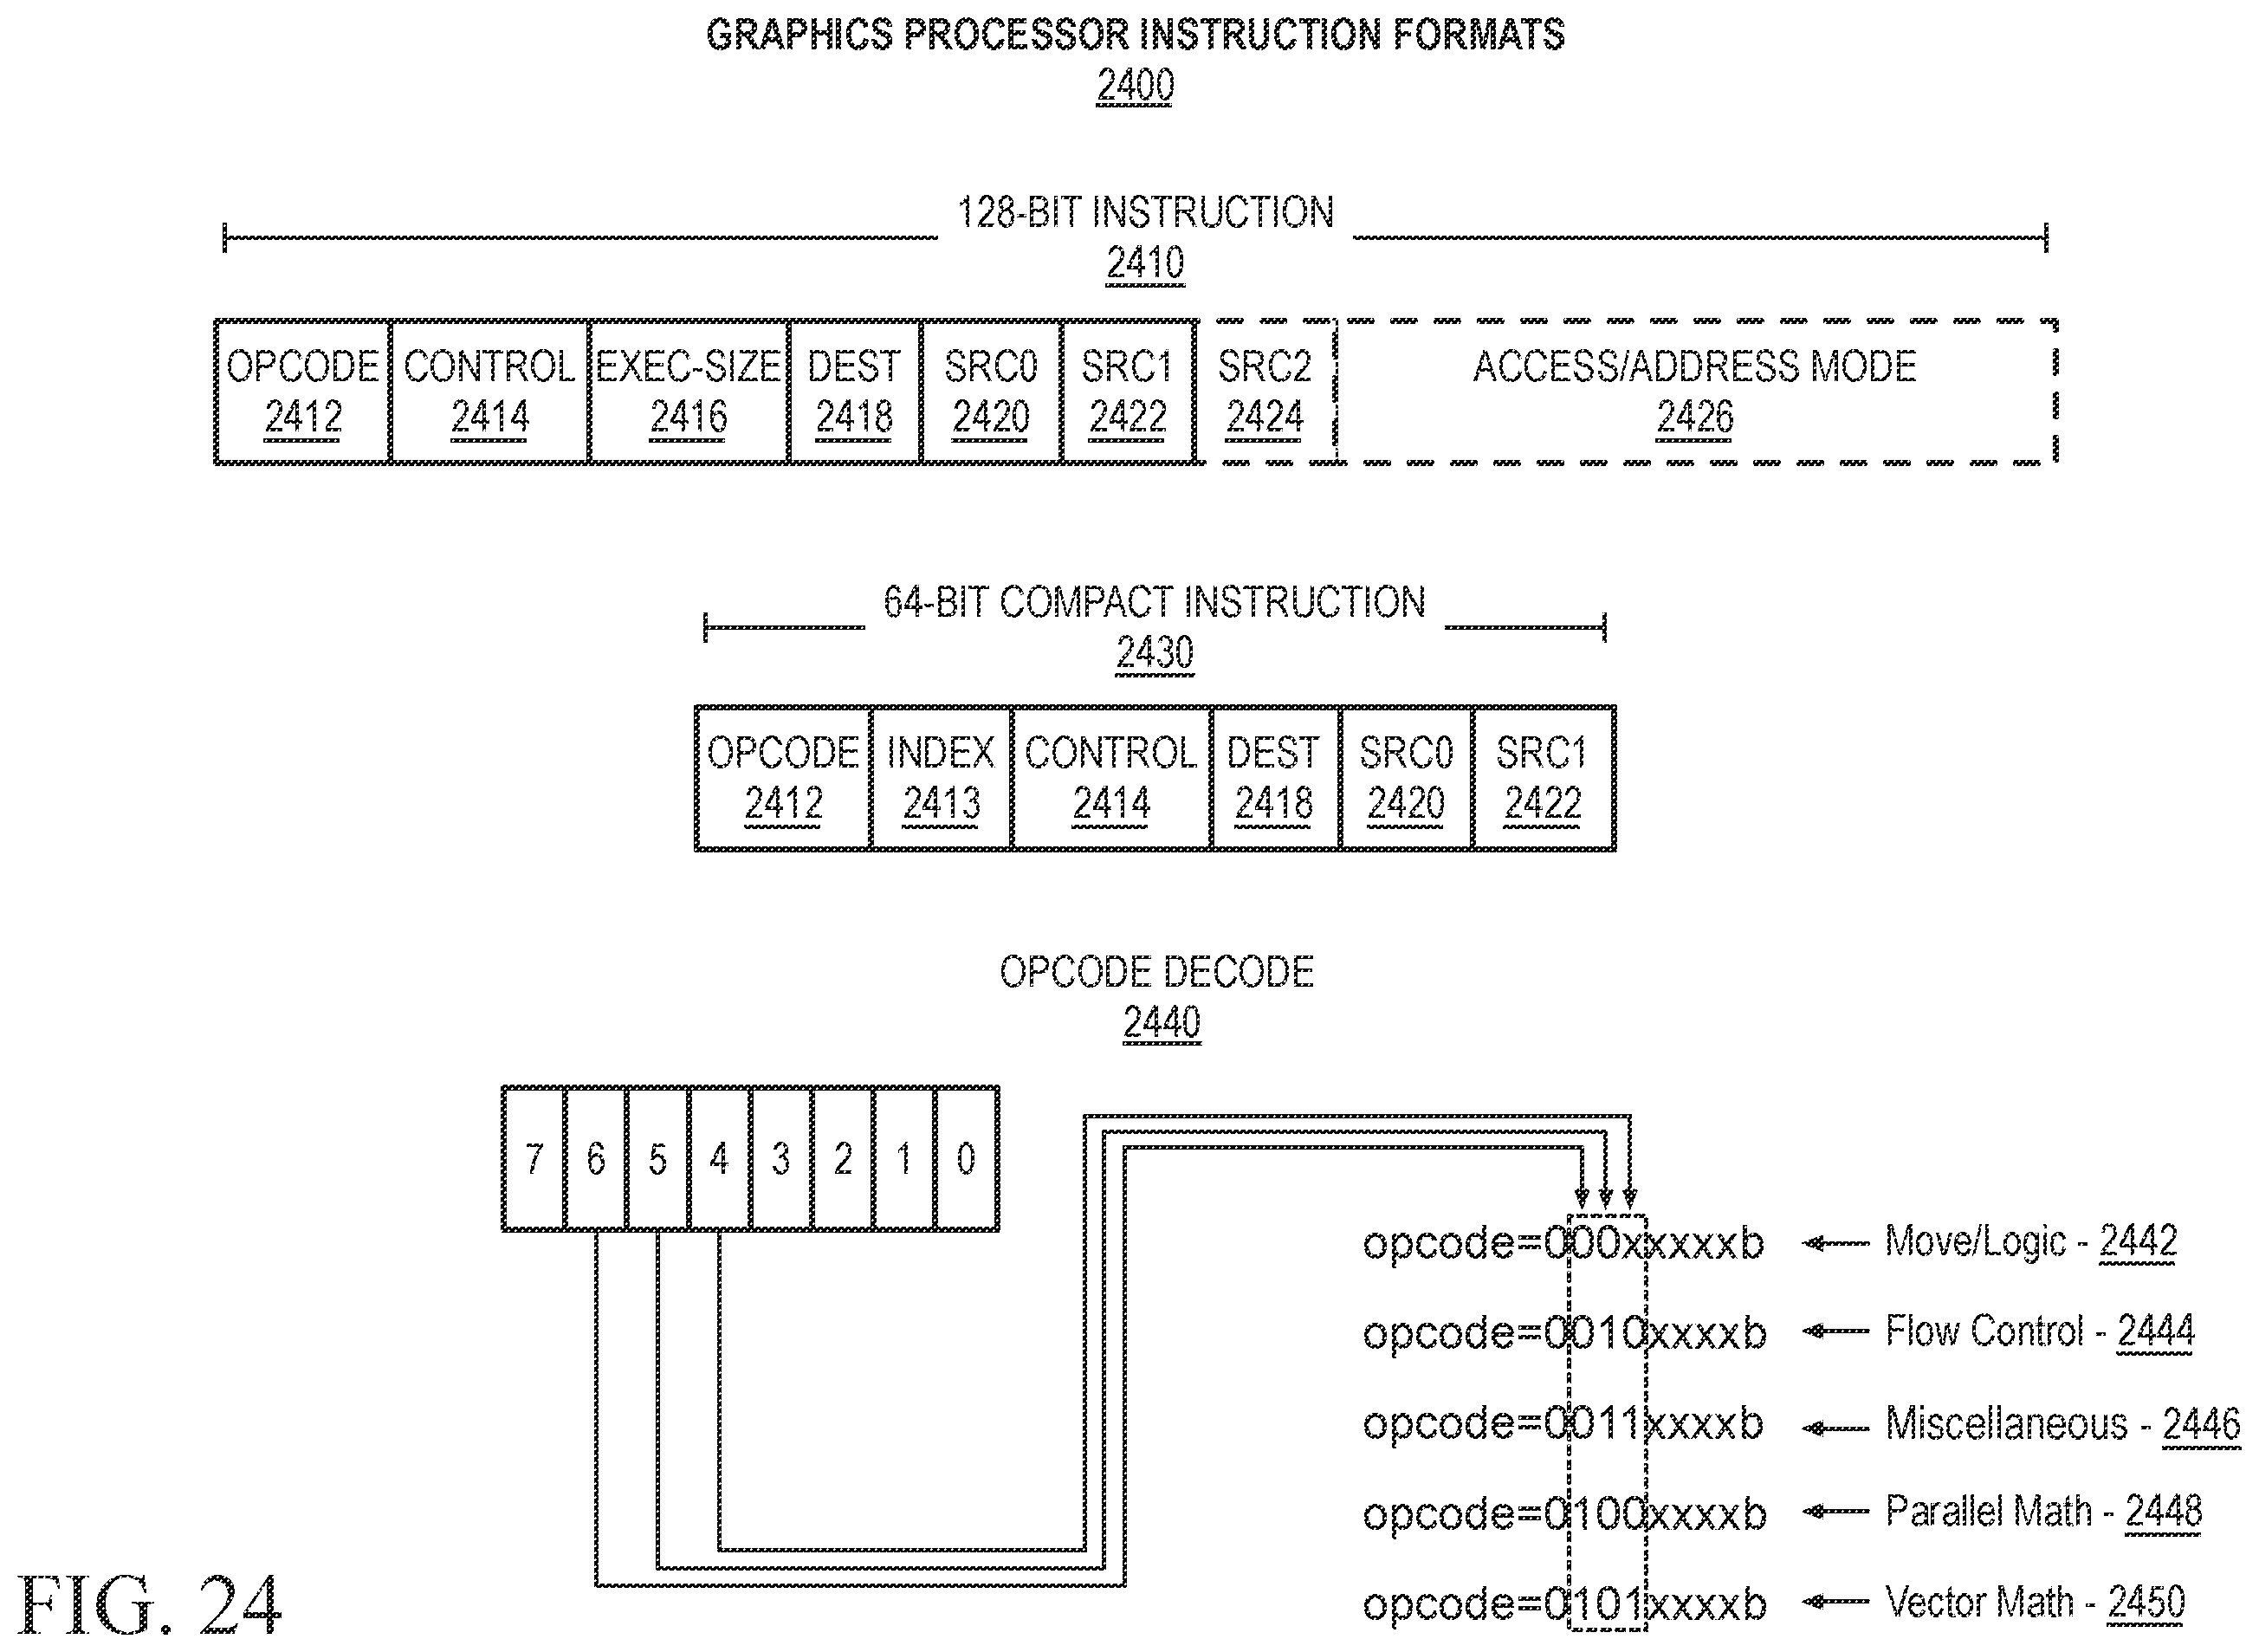 GRAPHICS PROCESSOR INSTRUCTION FORMATS
2400
128-BIT INSTRUCTION
2410
OPCODE CONTROL EXEC-SIZE DEST SRC0 SRC1 SRC2 ACCESS/ADDRESS MODE
2412 2414 2416 2418 2420 2422 2424 2426
64-BIT COMPACT INSTRUCTION
2430
OPCODE INDEX CONTROL DEST SRC0 SRC1
2412 2413 2414 2418 2420 2422
OPCODE DECODE
2440
7 6 5 4 3 2 1 0
opcode=000xxxxxb Move/Logic - 2442
opcode=0010xxxxb Flow Control - 2444
opcode=0011xxxxb Miscellaneous - 2446
opcode=0100xxxxb Parallel Math - 2448
opcode=0101xxxxb Vector Math - 2450
FIG. 24